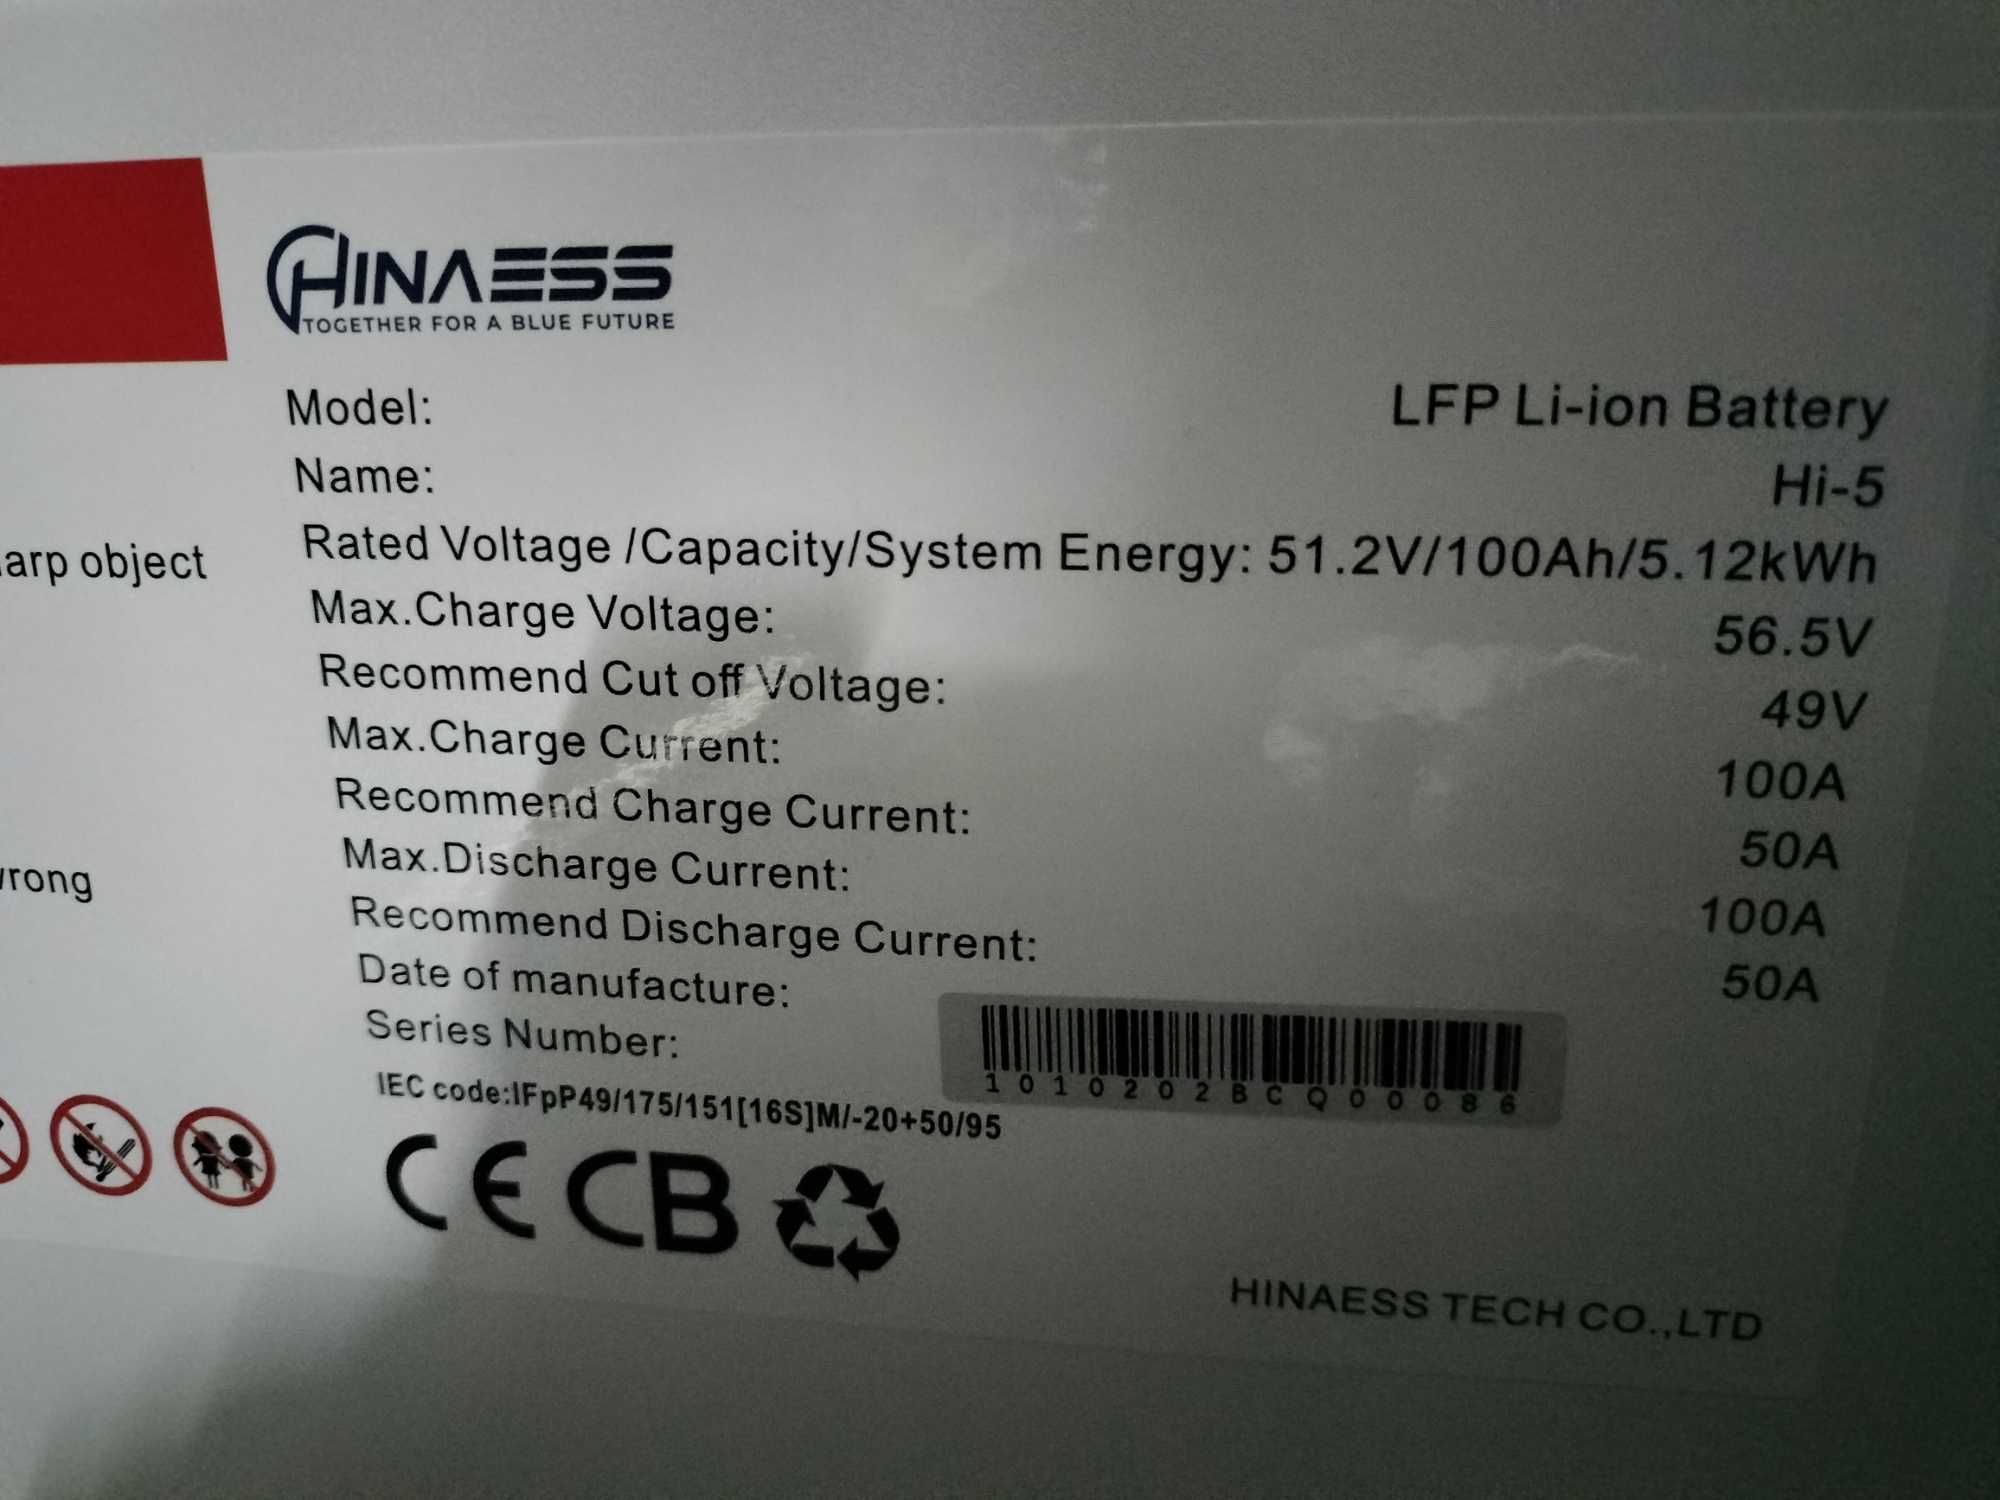 HINAESS
TOGETHER FOR A BLUE FUTURE
Model: LFP Li-ion Battery
Name: Hi-5
Rated Voltage /Capacity/System Energy: 51.2V/100Ah/5.12kWh
Max.Charge Voltage: 56.5V
Recommend Cut off Voltage: 49V
Max.Charge Current: 100A
Recommend Charge Current: 50A
Max.Discharge Current: 100A
Recommend Discharge Current: 50A
Date of manufacture:
Series Number:
1010202BCQ00086
IEC code:IFpP49/175/151[16S]M/-20+50/95
CE CB
HINAESS TECH CO.,LTD
object